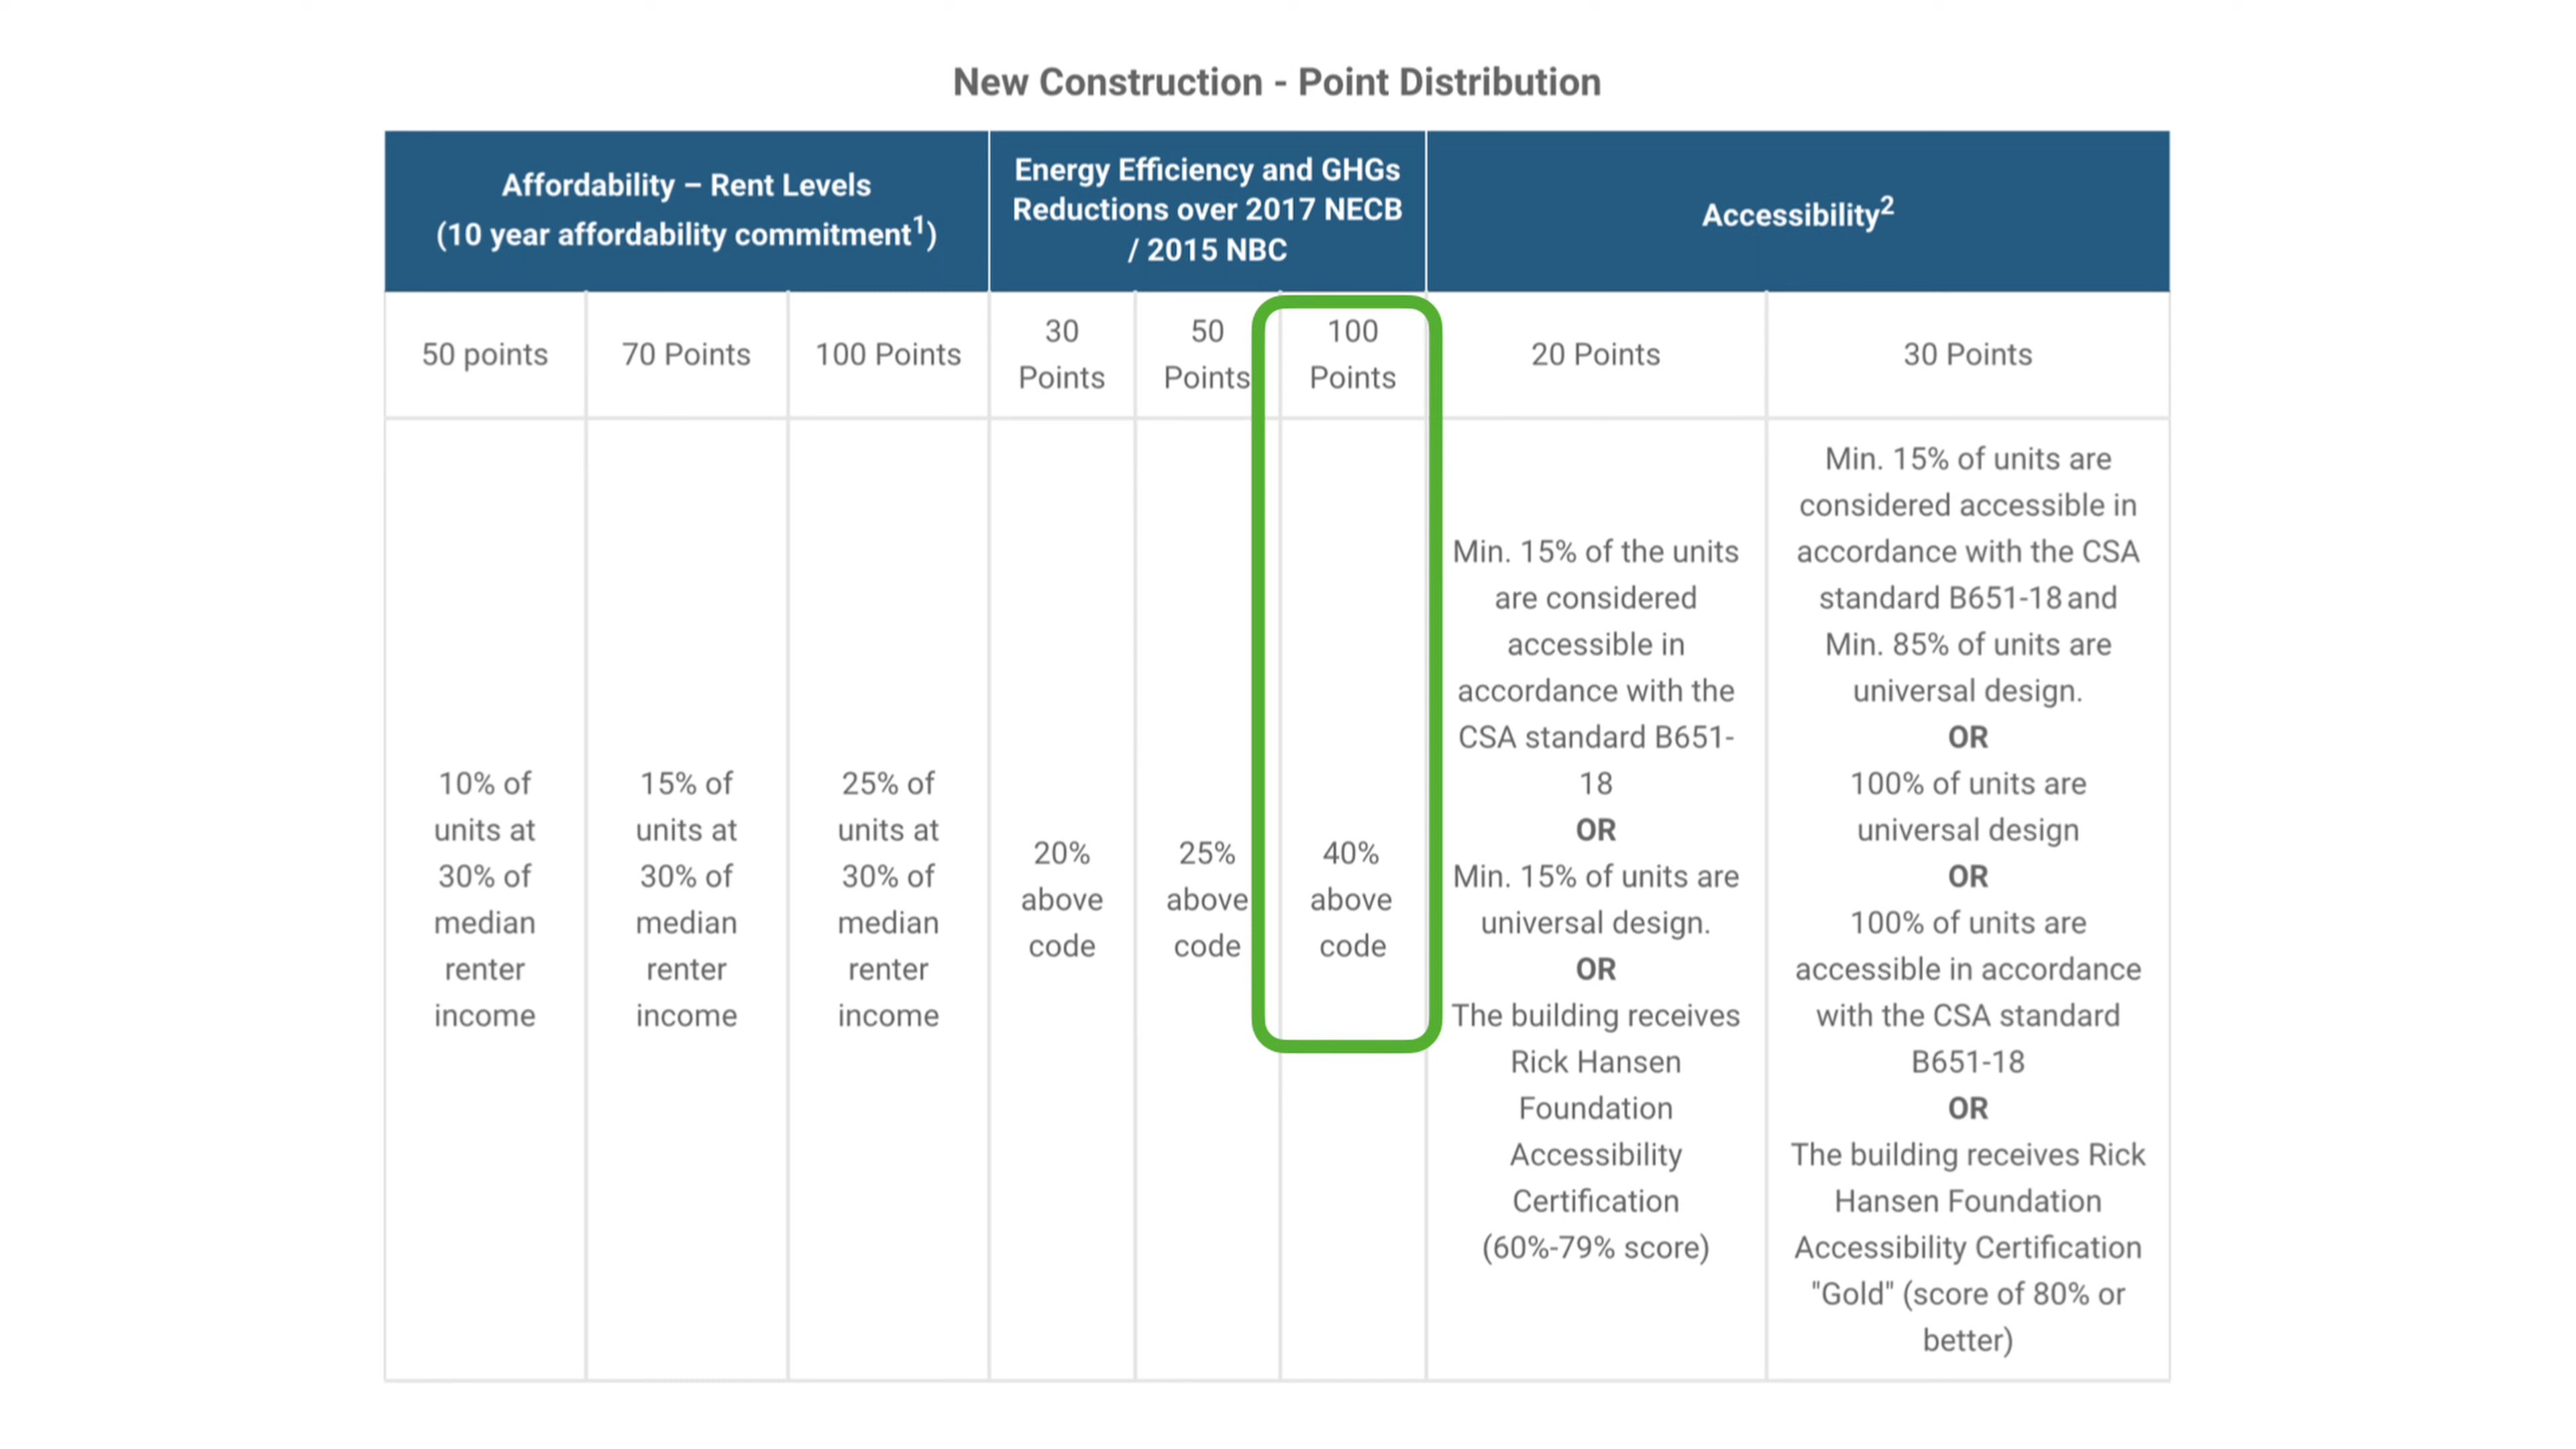 New Construction - Point Distribution
Affordability – Rent Levels
(10 year affordability commitment1)
Energy Efficiency and GHGs
Reductions over 2017 NECB
/ 2015 NBC
Accessibility2
50 points
70 Points
100 Points
30
Points
50
Points
100
Points
20 Points
30 Points
10% of
units at
30% of
median
renter
income
15% of
units at
30% of
median
renter
income
25% of
units at
30% of
median
renter
income
20%
above
code
25%
above
code
40%
above
code
Min. 15% of the units
are considered
accessible in
accordance with the
CSA standard B651-
18
OR
Min. 15% of units are
universal design.
OR
The building receives
Rick Hansen
Foundation
Accessibility
Certification
(60%-79% score)
Min. 15% of units are
considered accessible in
accordance with the CSA
standard B651-18 and
Min. 85% of units are
universal design.
OR
100% of units are
universal design
OR
100% of units are
accessible in accordance
with the CSA standard
B651-18
OR
The building receives Rick
Hansen Foundation
Accessibility Certification
"Gold" (score of 80% or
better)